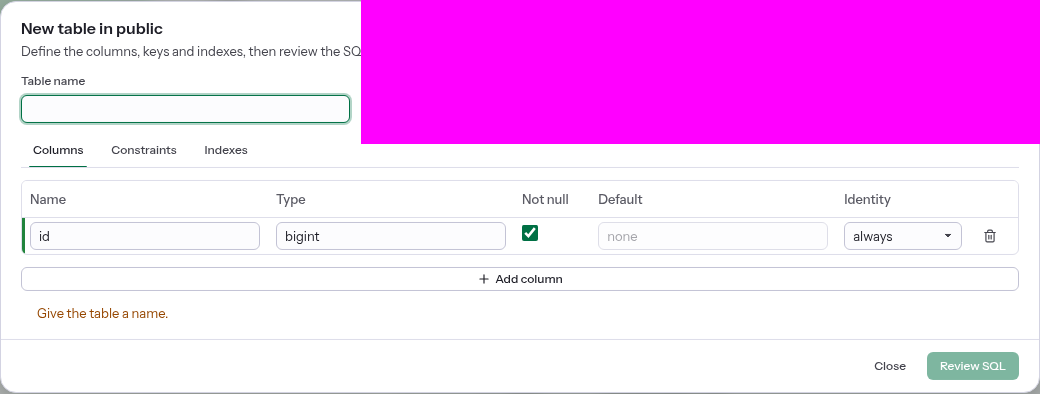 New table in public
Define the columns, keys and indexes, then review the
Table name
Columns Constraints Indexes
Name Type Not null Default Identity
id bigint none always
Add column
Give the table a name.
Close Review SQL